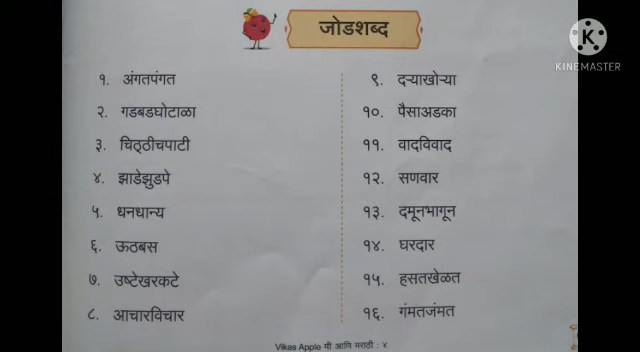 जोडशब्द
KINEMASTER
१. अंगतपंगत
२. गडबडघोटाळा
३. चिठ्ठीचपाटी
४. झाडेझुडपे
५. धनधान्य
६. ऊठबस
७. उष्टेखरकटे
८. आचारविचार
९. दऱ्याखोऱ्या
१०. पैसाअडका
११. वादविवाद
१२. सणवार
१३. दमूनभागून
१४. घरदार
१५. हसतखेळत
१६. गंमतजंमत
Vikas Apple मी आणि मराठी : ४